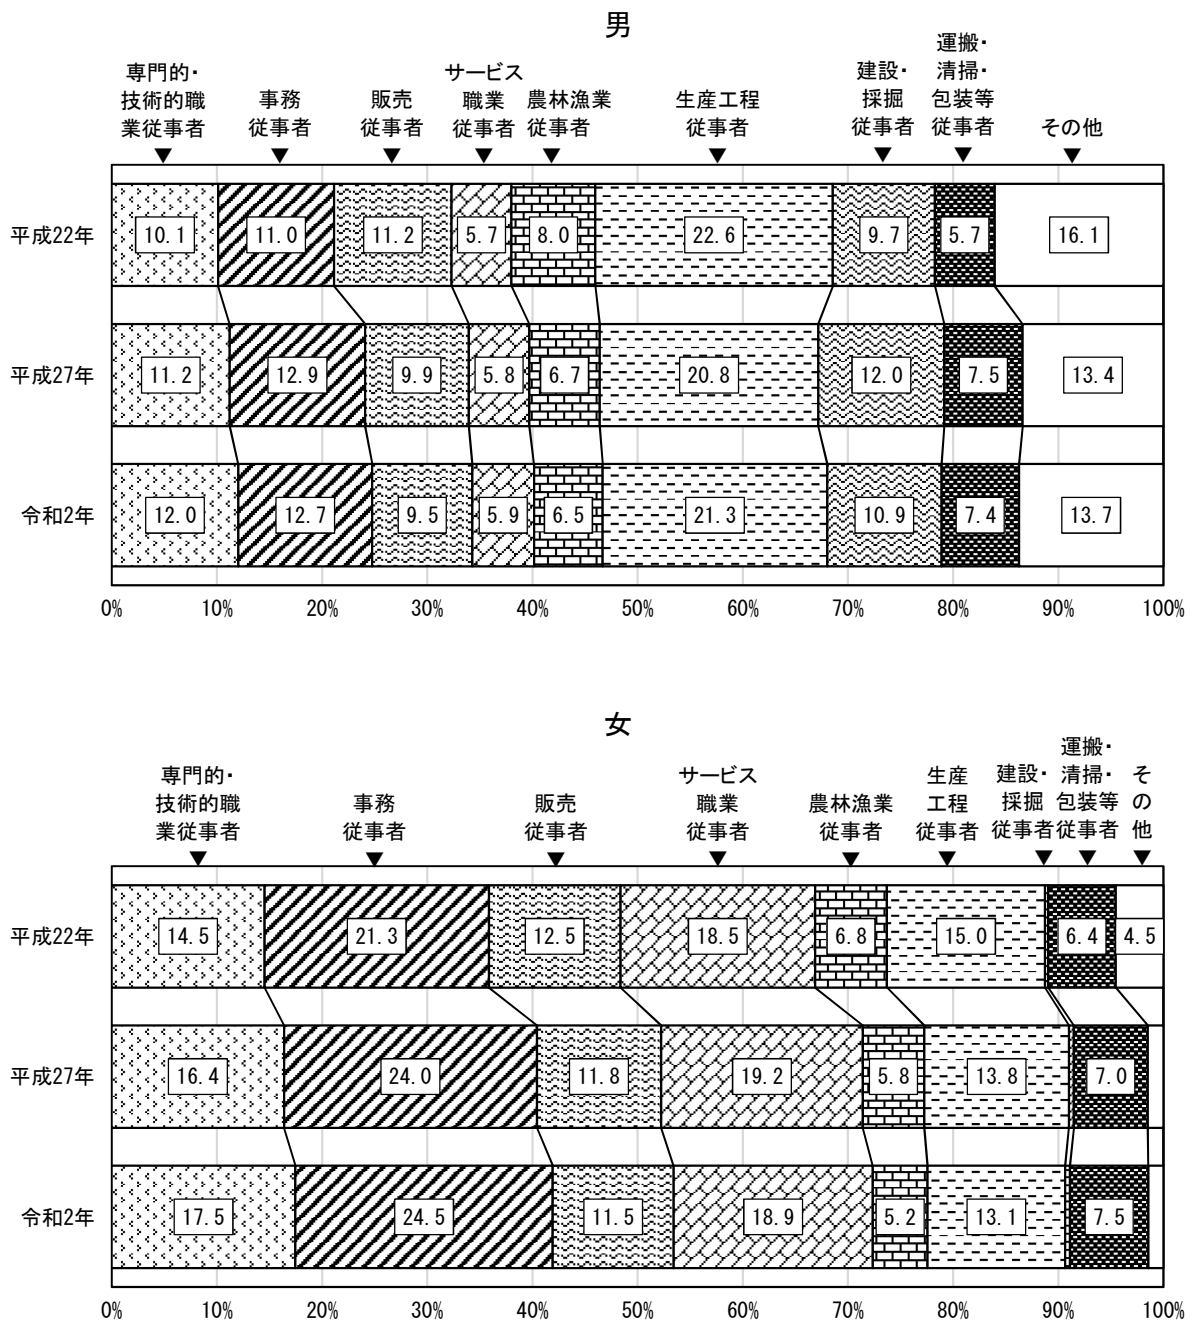 男
専門的・
技術的職
業従事者
事務
従事者
販売
従事者
サービス
職業
従事者
農林漁業
従事者
生産工程
従事者
建設・
採掘
従事者
運搬・
清掃・
包装等
従事者
その他
平成22年
10.1
11.0
11.2
5.7
8.0
22.6
9.7
5.7
16.1
平成27年
11.2
12.9
9.9
5.8
6.7
20.8
12.0
7.5
13.4
令和2年
12.0
12.7
9.5
5.9
6.5
21.3
10.9
7.4
13.7
0%
10%
20%
30%
40%
50%
60%
70%
80%
90%
100%
女
専門的・
技術的職
業従事者
事務
従事者
販売
従事者
サービス
職業
従事者
農林漁業
従事者
生産
工程
従事者
建設・
採掘
従事者
運搬・
清掃・
包装等
従事者
そ
の
他
平成22年
14.5
21.3
12.5
18.5
6.8
15.0
6.4
4.5
平成27年
16.4
24.0
11.8
19.2
5.8
13.8
7.0
令和2年
17.5
24.5
11.5
18.9
5.2
13.1
7.5
0%
10%
20%
30%
40%
50%
60%
70%
80%
90%
100%